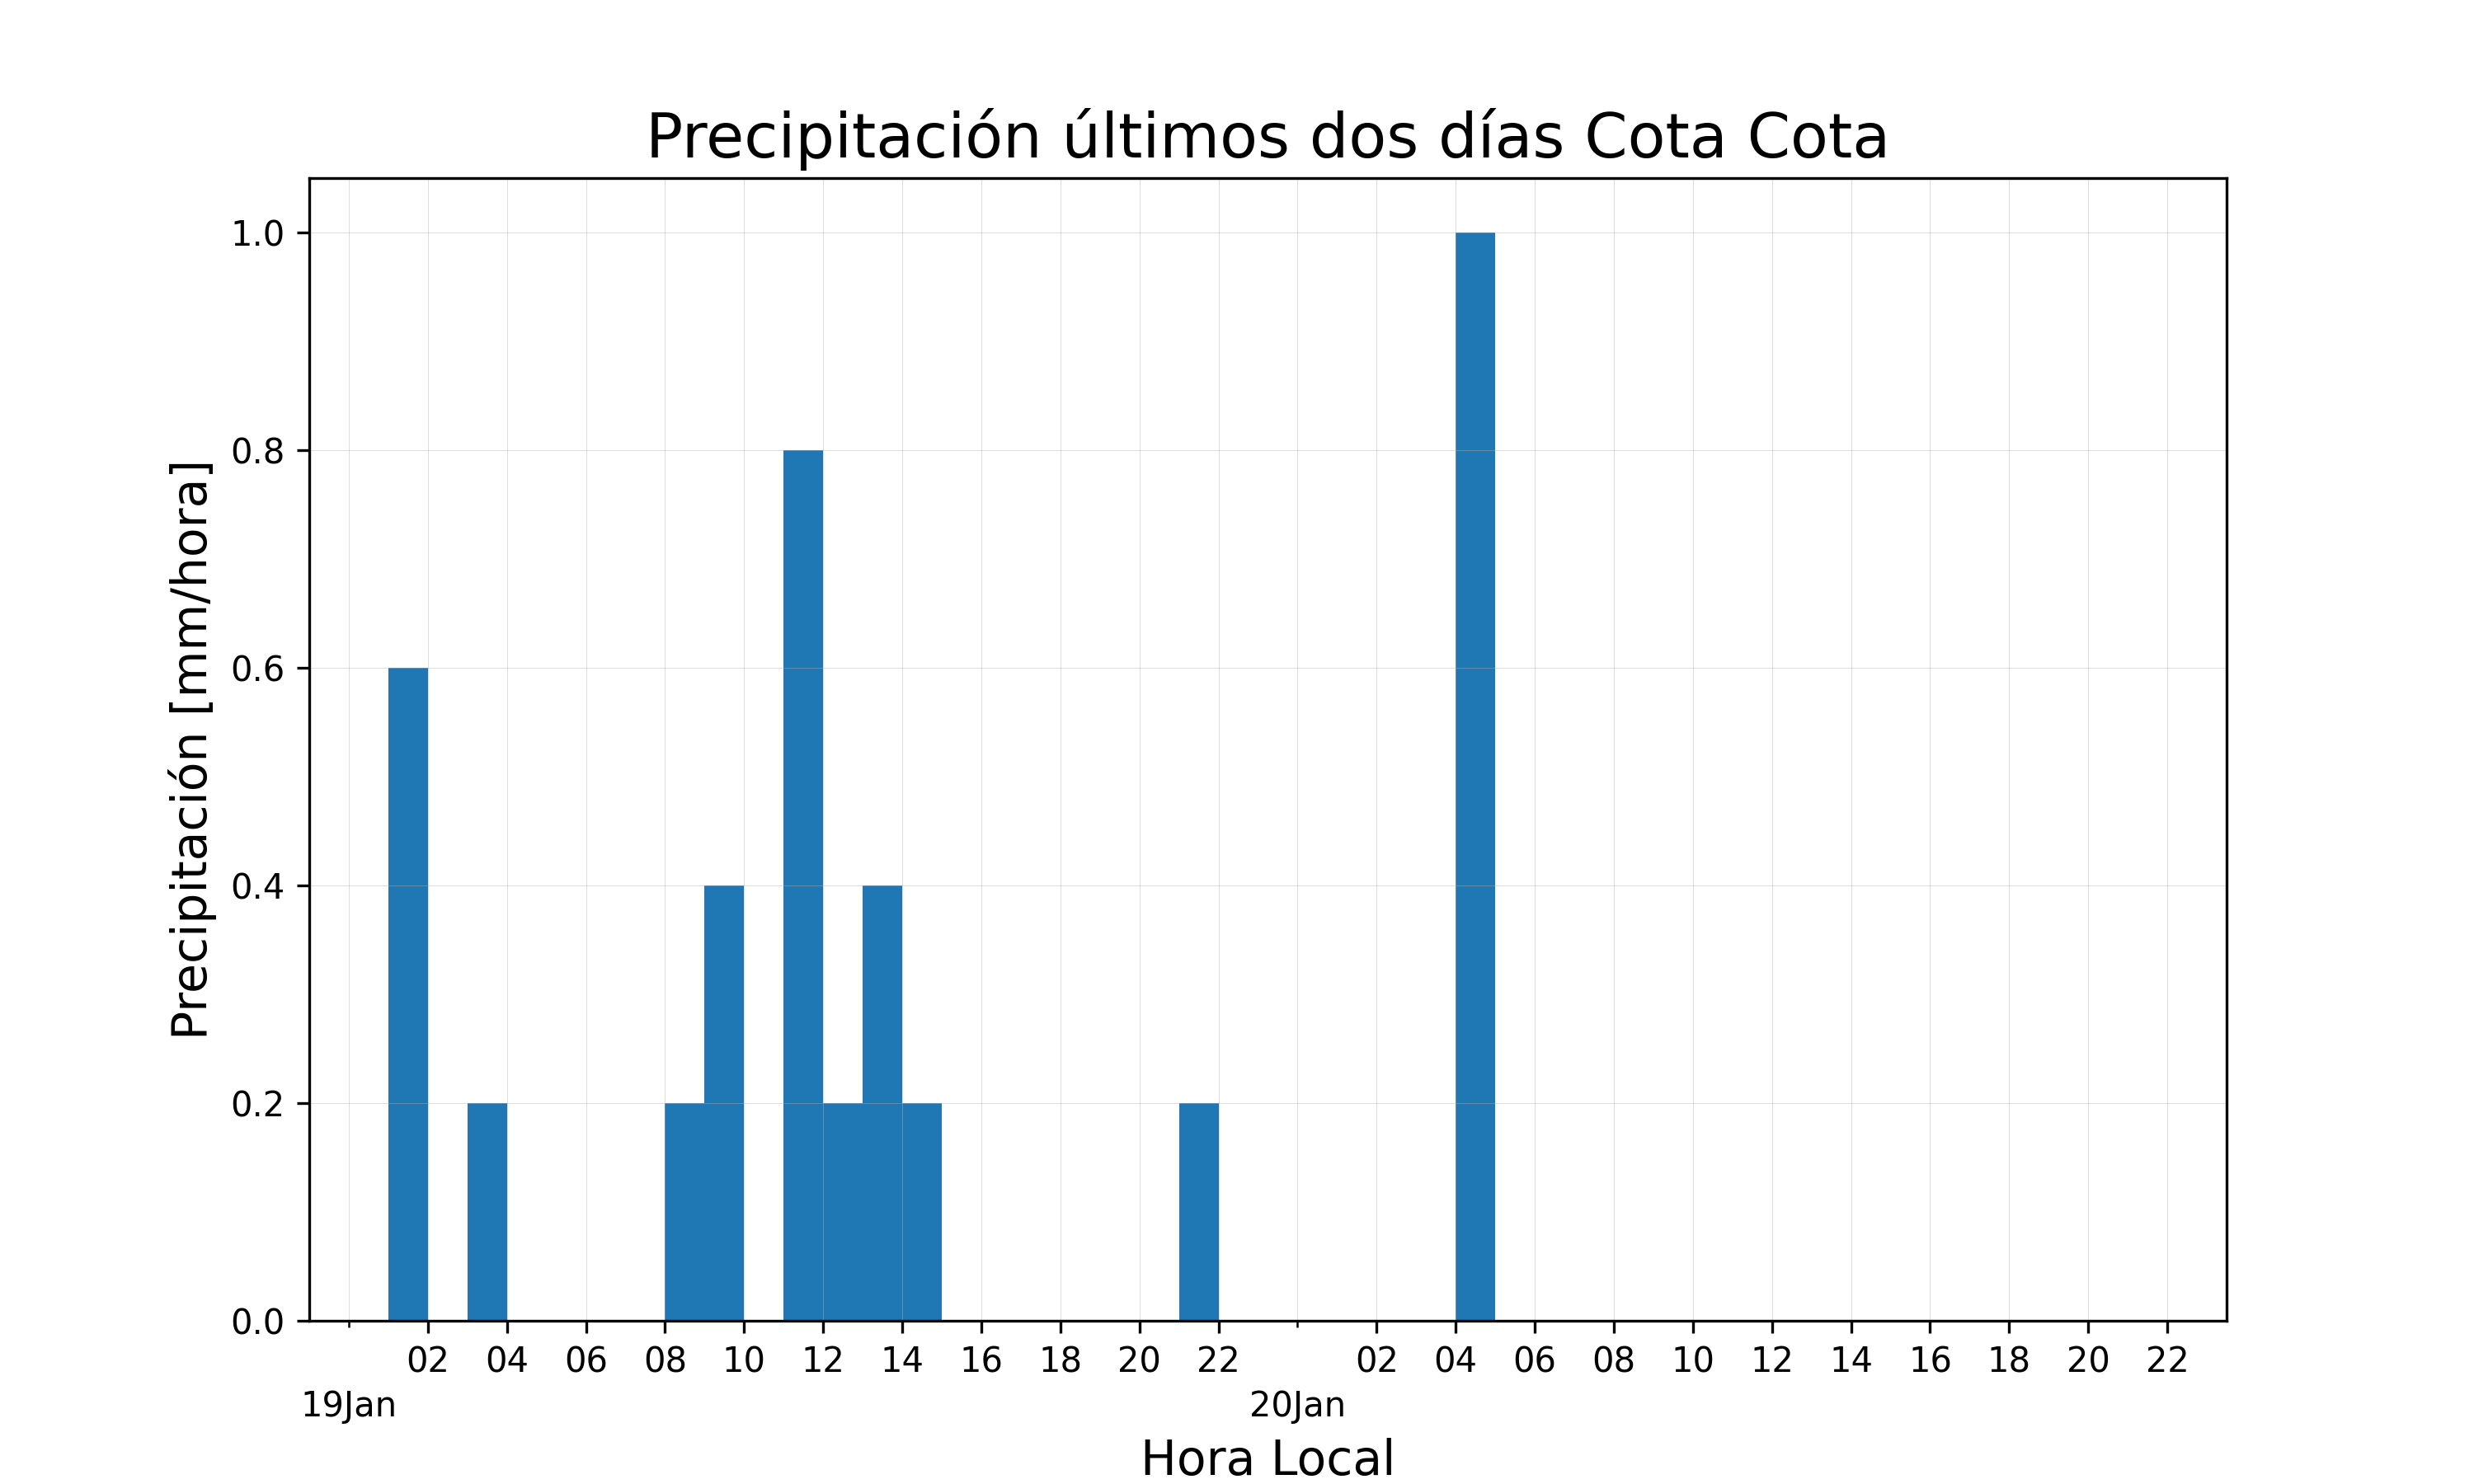 Precipitación últimos dos días Cota Cota
Precipitación [mm/hora]
1.0
0.8
0.6
0.4
0.2
0.0
02 04 06 08 10 12 14 16 18 20 22 02 04 06 08 10 12 14 16 18 20 22
19Jan 20Jan
Hora Local